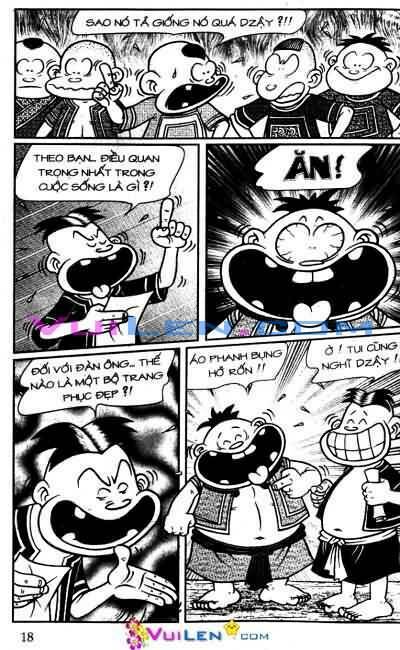 SAO NÓ TẢ GIỐNG NÓ QUÁ DZẬY ?!!
THEO BẠN.. ĐIỀU QUAN
TRỌNG NHẤT TRONG
CUỘC SỐNG LÀ GÌ ?!
ĂN!
VUILEN.COM
ĐỐI VỚI ĐÀN ÔNG... THẾ
NÀO LÀ MỘT BỘ TRANG
PHỤC ĐẸP ?!
ÁO PHANH BỤNG
HỞ RỐN !!
Ờ ! TUI CŨNG
NGHĨ DZẬY !!
18
VUILEN.COM